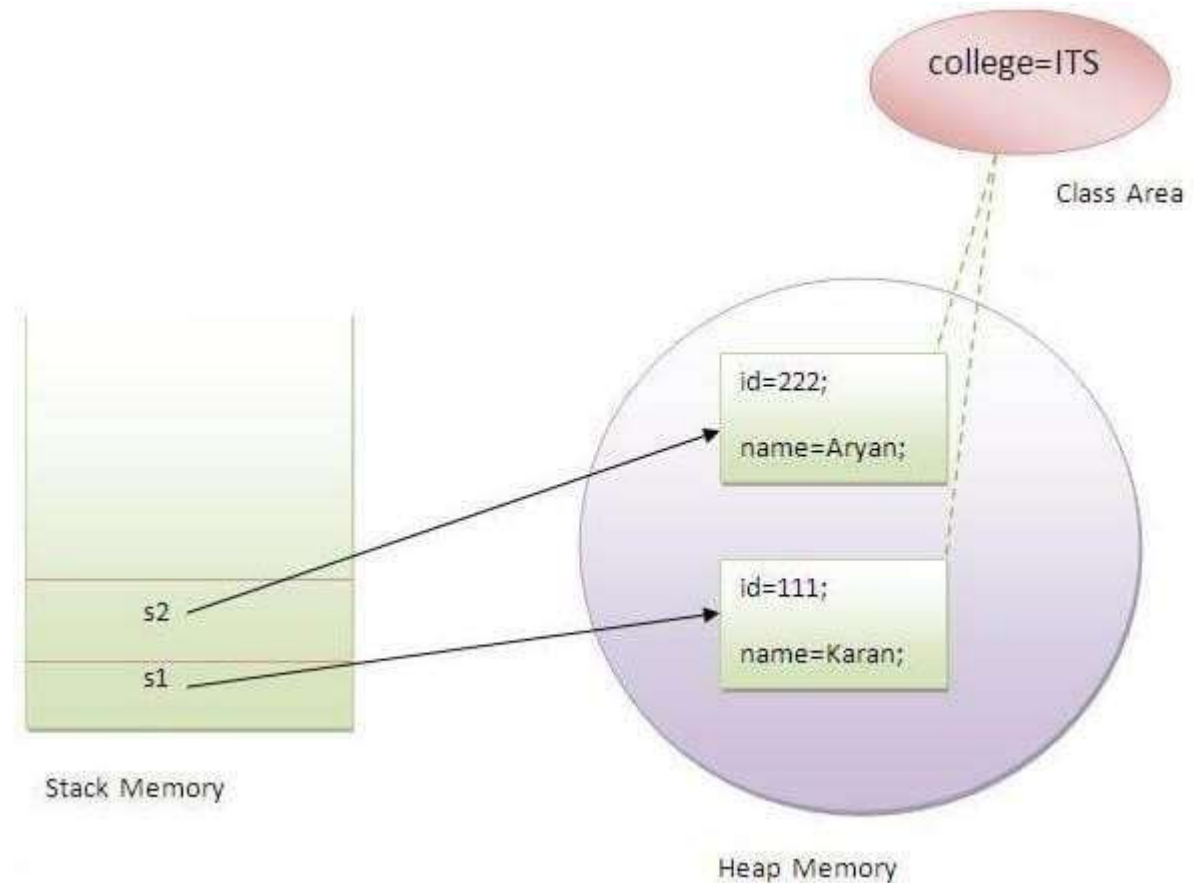 college=ITS
Class Area
id=222;
name=Aryan;
s2
id=111;
name=Karan;
s1
Stack Memory
Heap Memory